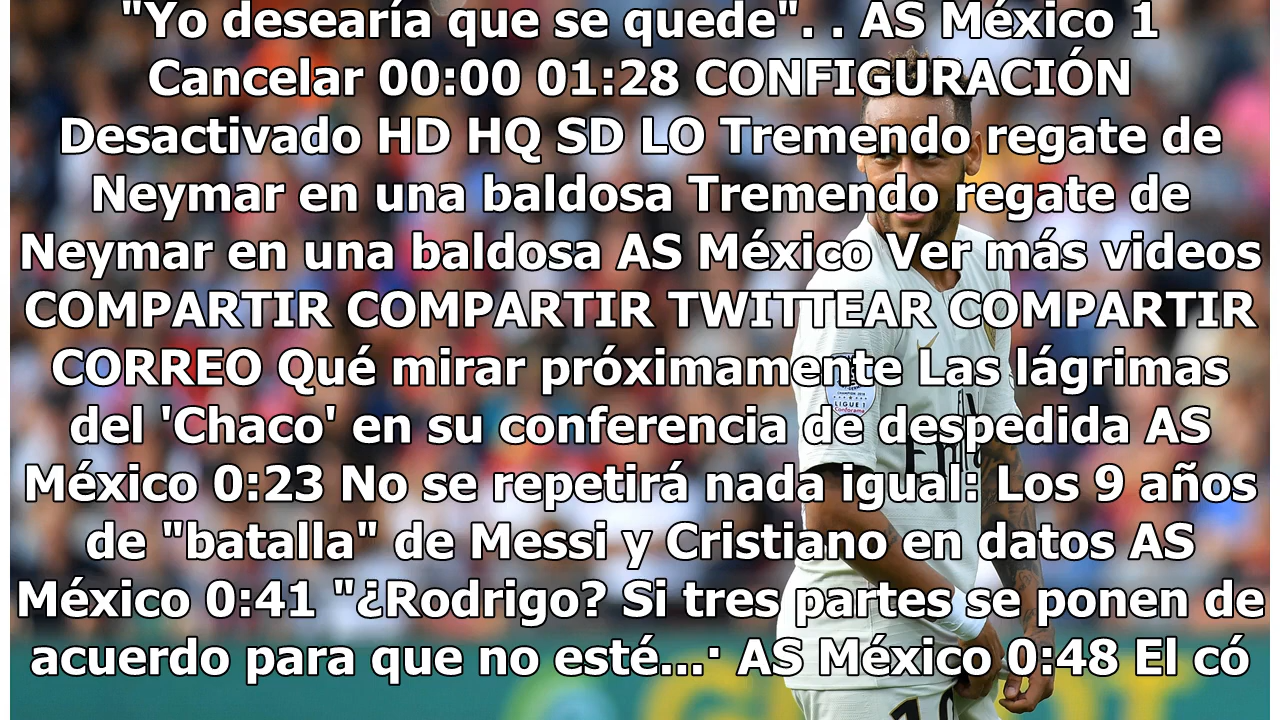 "Yo desearía que se quede". . AS México 1
Cancelar 00:00 01:28 CONFIGURACIÓN
Desactivado HD HQ SD LO Tremendo regate de
Neymar en una baldosa Tremendo regate de
Neymar en una baldosa AS México Ver más videos
COMPARTIR COMPARTIR TWITTEAR COMPARTIR
CORREO Qué mirar próximamente Las lágrimas
del 'Chaco' en su conferencia de despedida AS
México 0:23 No se repetirá nada igual: Los 9 años
de "batalla" de Messi y Cristiano en datos AS
México 0:41 "¿Rodrigo? Si tres partes se ponen de
acuerdo para que no esté...· AS México 0:48 El có
LIGUE 1
Conforama
10